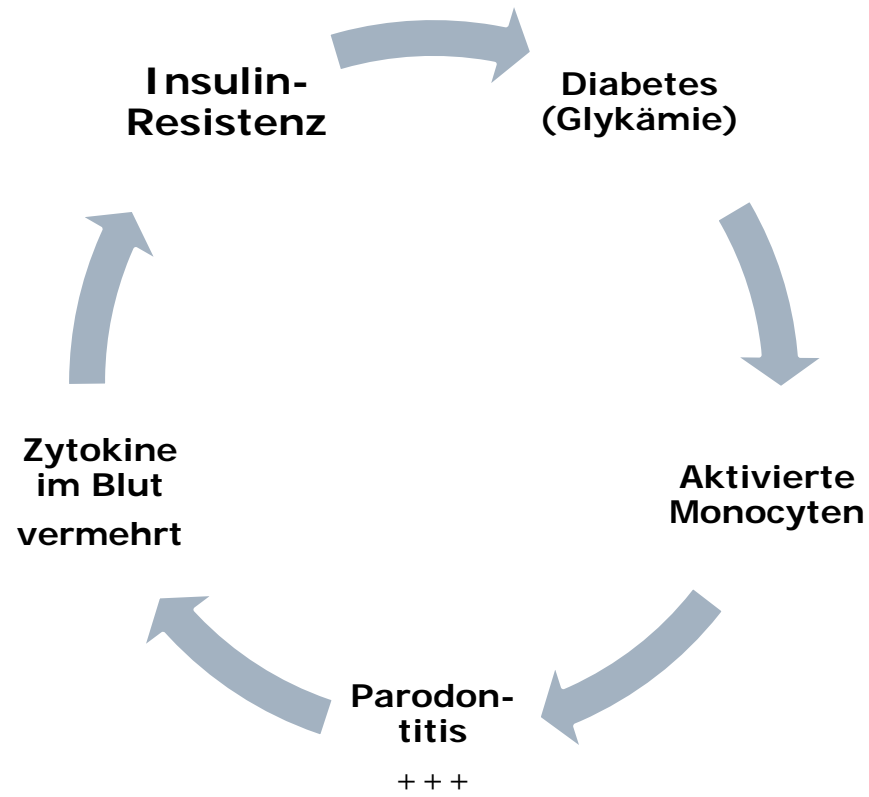 Insulin-
Resistenz
Diabetes
(Glykämie)
Aktivierte
Monocyten
Parodon-
titis
+++
Zytokine
im Blut
vermehrt